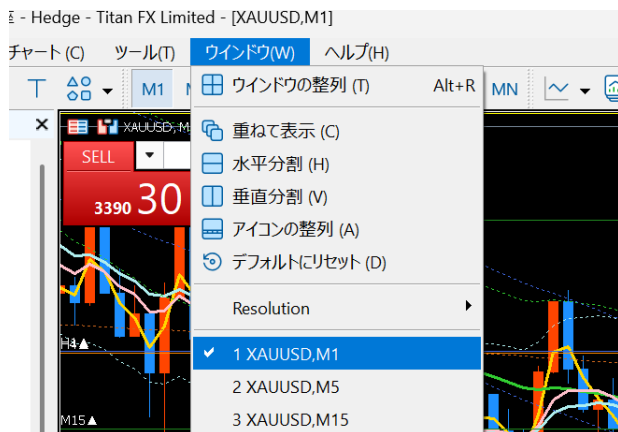 - Hedge - Titan FX Limited - [XAUUSD,M1]
チャート (C) ツール(T) ウインドウ(W) ヘルプ(H)
T M1 MN
ウインドウの整列 (T) Alt+R
重ねて表示 (C)
水平分割 (H)
垂直分割 (V)
アイコンの整列 (A)
デフォルトにリセット (D)
Resolution
1 XAUUSD,M1
2 XAUUSD,M5
3 XAUUSD,M15
XAUUSD, M
SELL
3390 30
H4
M15